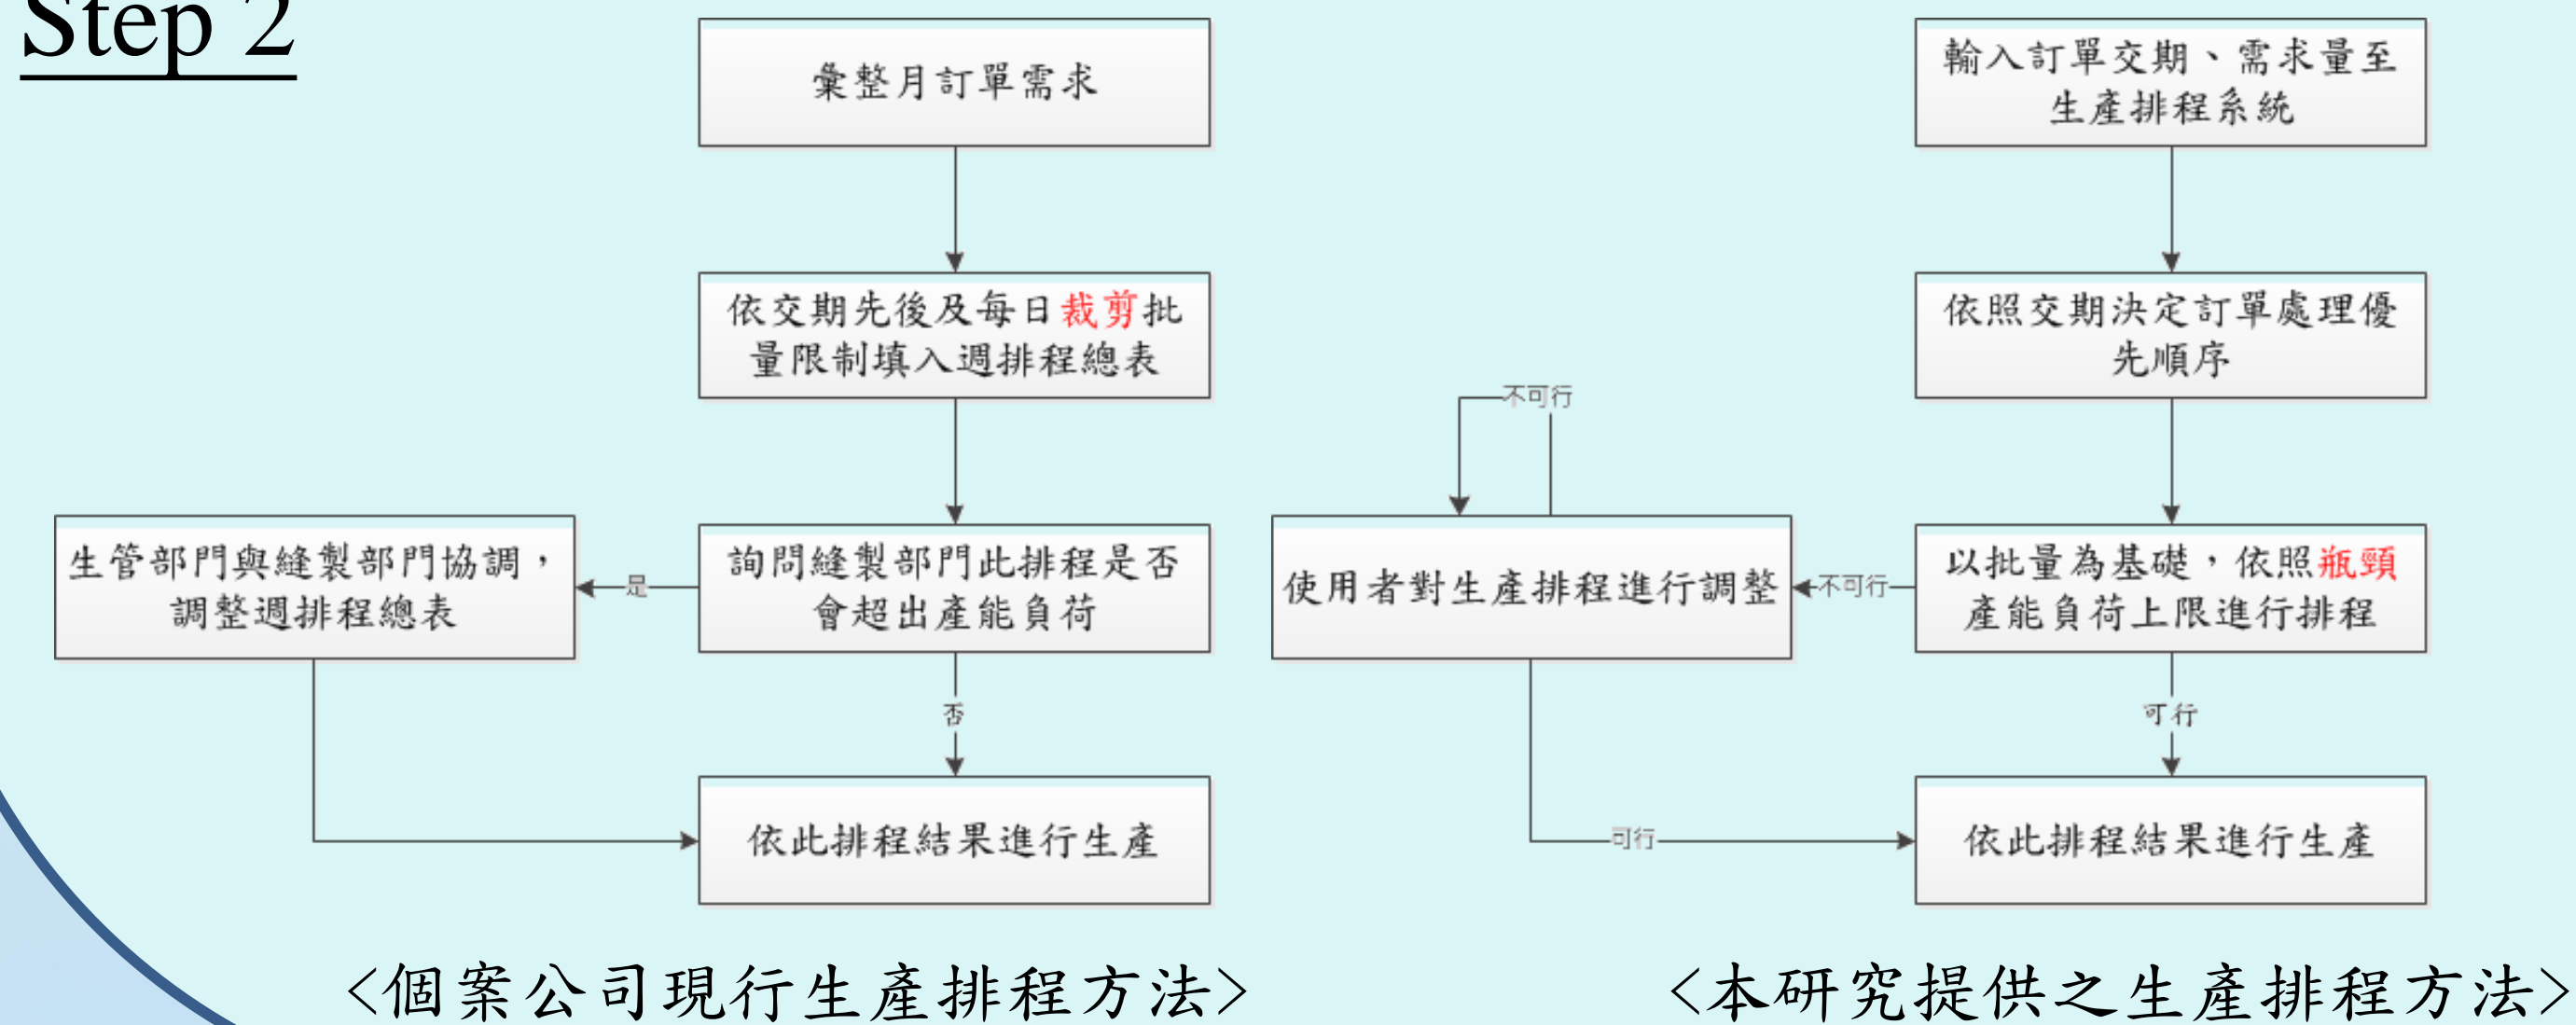 Step 2
彙整月訂單需求
依交期先後及每日裁剪批
量限制填入週排程總表
詢問縫製部門此排程是否
會超出產能負荷
是
生管部門與縫製部門協調，
調整週排程總表
否
依此排程結果進行生產
<個案公司現行生產排程方法>
輸入訂單交期、需求量至
生產排程系統
依照交期決定訂單處理優
先順序
以批量為基礎，依照瓶頸
產能負荷上限進行排程
不可行
使用者對生產排程進行調整
不可行
可行
可行
依此排程結果進行生產
<本研究提供之生產排程方法>